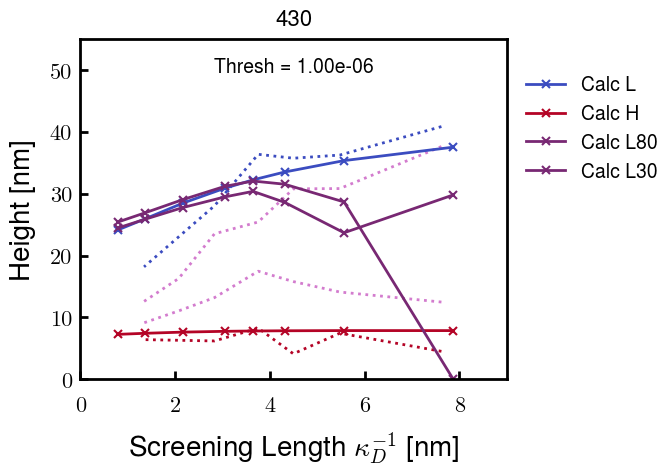 430
Thresh = 1.00e-06
50
40
30
20
10
0
0 2 4 6 8
Height [nm]
Screening Length κ_D^{-1} [nm]
Calc L
Calc H
Calc L80
Calc L30